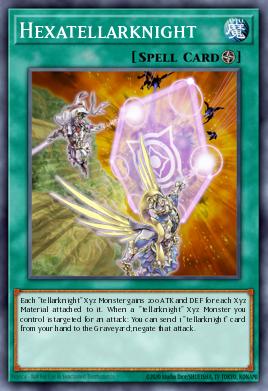 HEXATELLARKNIGHT
魔
[SPELL CARD]
Each "tellarknight" Xyz Monster gains 200 ATK and DEF for each Xyz
Material attached to it. When a "tellarknight" Xyz Monster you
control is targeted for an attack: You can send 1 "tellarknight" card
from your hand to the Graveyard; negate that attack.